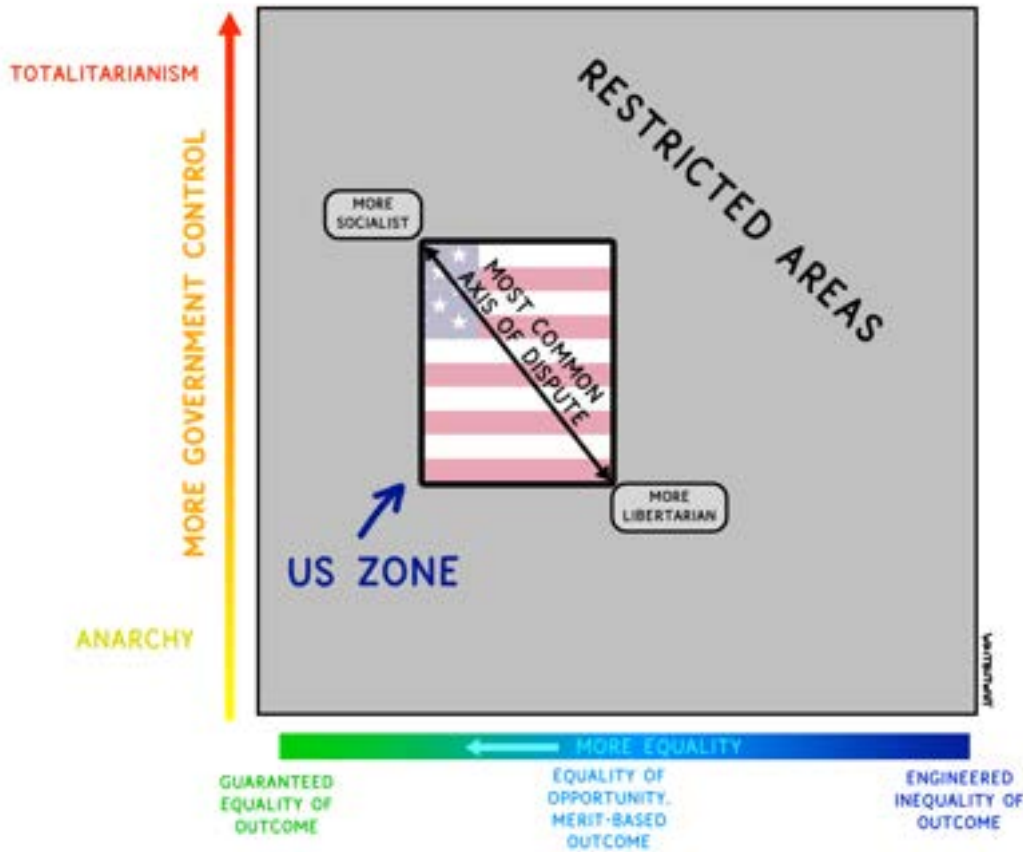 TOTALITARIANISM
MORE GOVERNMENT CONTROL
ANARCHY
RESTRICTED AREAS
MORE
SOCIALIST
MOST COMMON
AXIS OF DISPUTE
MORE
LIBERTARIAN
US ZONE
MORE EQUALITY
GUARANTEED
EQUALITY OF
OUTCOME
EQUALITY OF
OPPORTUNITY.
MERIT-BASED
OUTCOME
ENGINEERED
INEQUALITY OF
OUTCOME